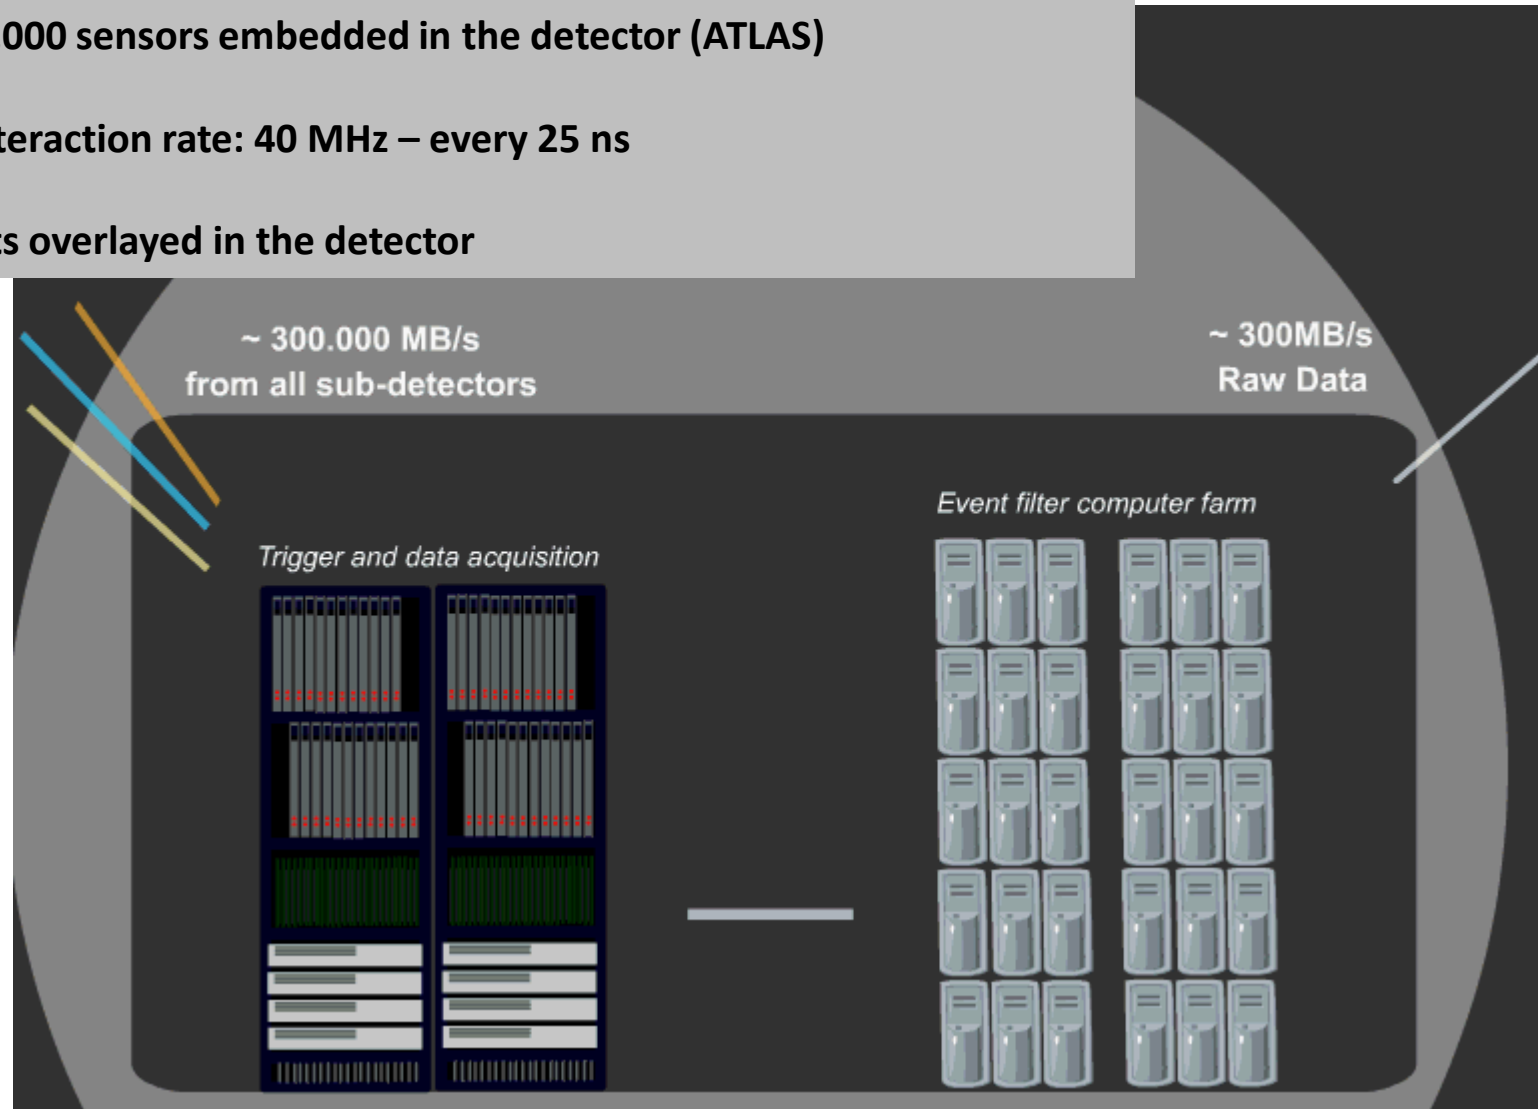 000 sensors embedded in the detector (ATLAS)
teraction rate: 40 MHz – every 25 ns
ts overlayed in the detector
~ 300.000 MB/s
from all sub-detectors
~ 300MB/s
Raw Data
Event filter computer farm
Trigger and data acquisition